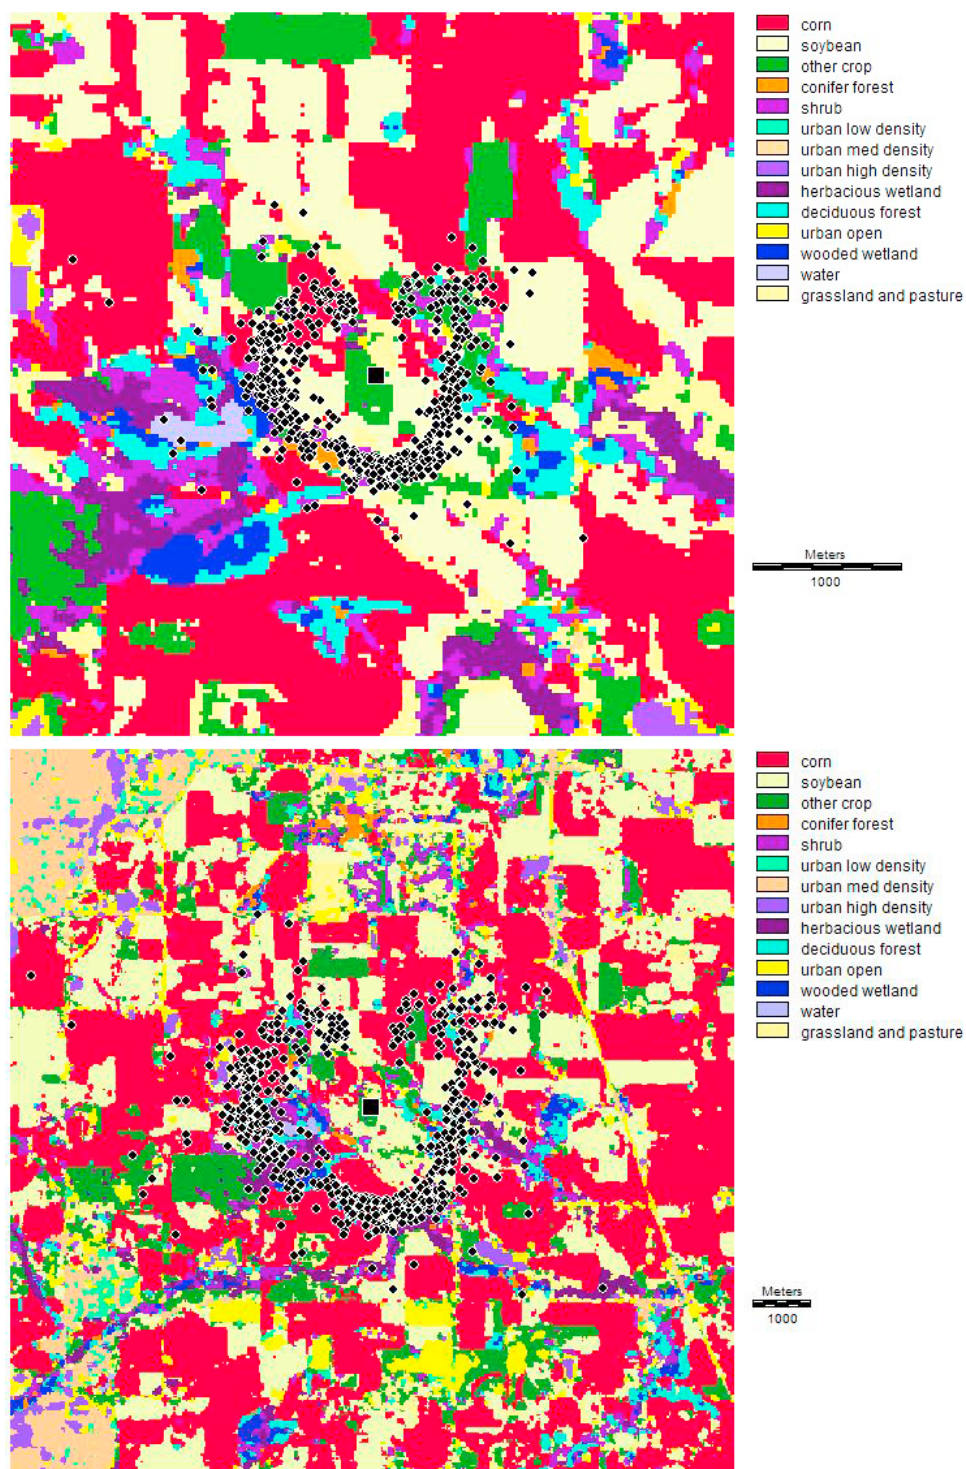 corn
soybean
other crop
conifer forest
shrub
urban low density
urban med density
urban high density
herbacious wetland
deciduous forest
urban open
wooded wetland
water
grassland and pasture
Meters
1000
corn
soybean
other crop
conifer forest
shrub
urban low density
urban med density
urban high density
herbacious wetland
deciduous forest
urban open
wooded wetland
water
grassland and pasture
Meters
1000